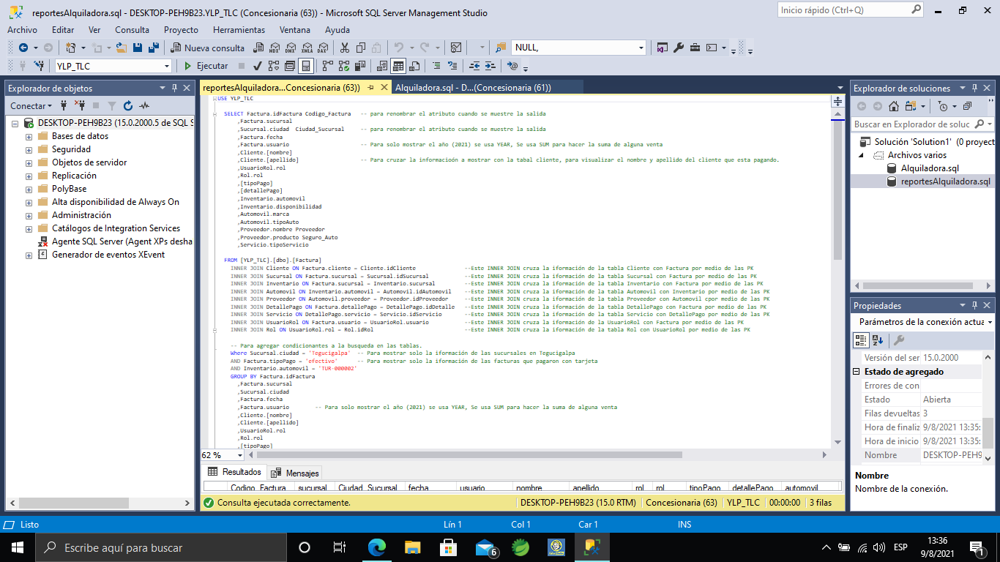 reportesAlquiladora.sql - DESKTOP-PEH9B23.YLP_TLC (Concesionaria (63)) - Microsoft SQL Server Management Studio
Inicio rápido (Ctrl+Q)
Archivo Editar Ver Consulta Proyecto Herramientas Ventana Ayuda
Nueva consulta
MDX DMX XMLA DAX
NULL,
YLP_TLC
Ejecutar
Explorador de objetos
Conectar
DESKTOP-PEH9B23 (15.0.2000.5 de SQL S
Bases de datos
Seguridad
Objetos de servidor
Replicación
PolyBase
Alta disponibilidad de Always On
Administración
Catálogos de Integration Services
Agente SQL Server (Agent XPs desha
Generador de eventos XEvent
reportesAlquiladora...Concesionaria (63))
Alquiladora.sql - D...(Concesionaria (61))
USE YLP_TLC
SELECT Factura.idFactura Codigo_Factura -- para renombrar el atributo cuando se muestre la salida
,Factura.sucursal
,Sucursal.ciudad Ciudad_Sucursal -- para renombrar el atributo cuando se muestre la salida
,Factura.fecha
,Factura.usuario -- Para solo mostrar el año (2021) se usa YEAR, Se usa SUM para hacer la suma de alguna venta
,Cliente.[nombre]
,Cliente.[apellido] -- Para cruzar la informacioón a mostrar con la tabal cliente, para visualizar el nombre y apellido del cliente que esta pagando.
,UsuarioRol.rol
,Rol.rol
,[tipoPago]
,[detallePago]
,Inventario.automovil
,Inventario.disponibilidad
,Automovil.marca
,Automovil.tipoAuto
,Proveedor.nombre Proveedor
,Proveedor.producto Seguro_Auto
,Servicio.tipoServicio
FROM [YLP_TLC].[dbo].[Factura]
INNER JOIN Cliente ON Factura.cliente = Cliente.idCliente --Este INNER JOIN cruza la iformación de la tabla Cliente con Factura por medio de las PK
INNER JOIN Sucursal ON Factura.sucursal = Sucursal.idSucursal --Este INNER JOIN cruza la iformación de la tabla Sucursal con Factura por medio de las PK
INNER JOIN Inventario ON Factura.sucursal = Inventario.sucursal --Este INNER JOIN cruza la iformación de la tabla Inventario con Factura por medio de las PK
INNER JOIN Automovil ON Inventario.automovil = Automovil.idAutomovil --Este INNER JOIN cruza la iformación de la tabla Automovil con Inventario por medio de las PK
INNER JOIN Proveedor ON Automovil.proveedor = Proveedor.idProveedor --Este INNER JOIN cruza la iformación de la tabla Proveedor con Automovil cpor medio de las PK
INNER JOIN DetallePago ON Factura.detallePago = DetallePago.idDetalle --Este INNER JOIN cruza la iformación de la tabla DetallePago con Factura por medio de las PK
INNER JOIN Servicio ON DetallePago.servicio = Servicio.idServicio --Este INNER JOIN cruza la iformación de la tabla Servicio con DetallePago por medio de las PK
INNER JOIN UsuarioRol ON Factura.usuario = UsuarioRol.usuario --Este INNER JOIN cruza la iformación de la UsuarioRol con Factura por medio de las PK
INNER JOIN Rol ON UsuarioRol.rol = Rol.idRol --Este INNER JOIN cruza la iformación de la tabla Rol con UsuarioRol por medio de las PK
-- Para agregar condicionantes a la busqueda en las tablas.
Where Sucursal.ciudad = 'Tegucigalpa' -- Para mostrar solo la iformación de las sucursales en Tegucigalpa
AND Factura.tipoPago = 'efectivo' -- Para mostrar solo la iformación de las facturas que pagaron con tarjeta
AND Inventario.automovil = 'TUR-000002'
GROUP BY Factura.idFactura
,Factura.sucursal
,Sucursal.ciudad
,Factura.fecha
,Factura.usuario -- Para solo mostrar el año (2021) se usa YEAR, Se usa SUM para hacer la suma de alguna venta
,Cliente.[nombre]
,Cliente.[apellido]
,UsuarioRol.rol
,Rol.rol
,[tipoPago]
62 %
Resultados Mensajes
Codigo_Factura sucursal Ciudad_Sucursal fecha usuario nombre apellido rol rol tipoPago detallePago automovil
Consulta ejecutada correctamente.
DESKTOP-PEH9B23 (15.0 RTM) Concesionaria (63) YLP_TLC 00:00:00 3 filas
Explorador de soluciones
Buscar en Explorador de soluc
Solución 'Solution1' (0 proyect
Archivos varios
Alquiladora.sql
reportesAlquiladora.sql
Propiedades
Parámetros de la conexión actua
Versión del ser 15.0.2000
Estado de agregado
Errores de con
Estado Abierta
Filas devueltas 3
Hora de finaliz 9/8/2021 13:35:
Hora de inicio 9/8/2021 13:35:
Nombre DESKTOP-PEH9
Nombre
Nombre de la conexión.
Listo Lín 1 Col 1 Car 1 INS
Escribe aquí para buscar
6
ESP
13:36
9/8/2021
1